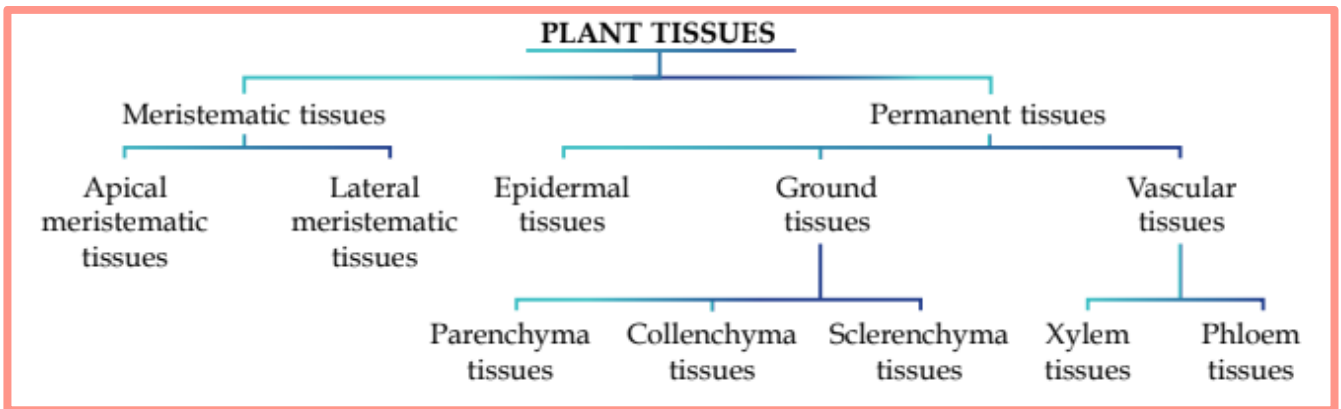 PLANT TISSUES
Meristematic tissues
Permanent tissues
Apical
meristematic
tissues
Lateral
meristematic
tissues
Epidermal
tissues
Ground
tissues
Vascular
tissues
Parenchyma
tissues
Collenchyma
tissues
Sclerenchyma
tissues
Xylem
tissues
Phloem
tissues